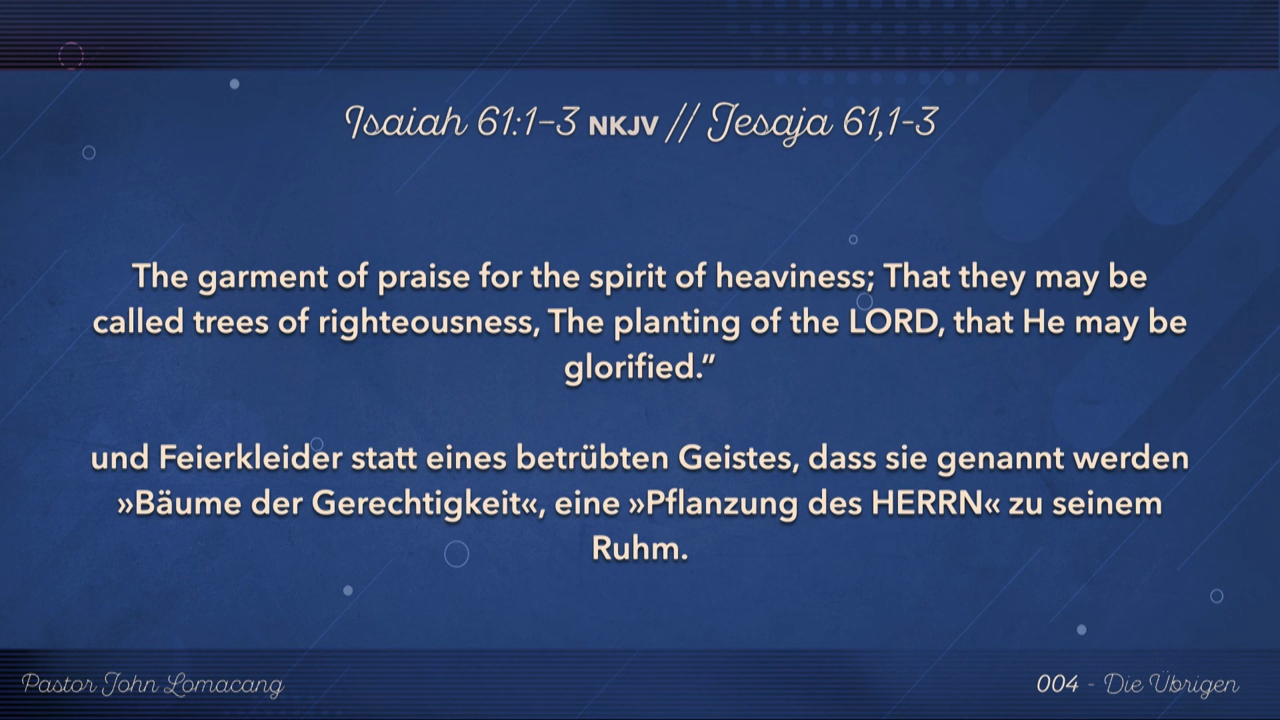 Isaiah 61:1-3 NKJV // Jesaja 61,1-3
The garment of praise for the spirit of heaviness; That they may be
called trees of righteousness, The planting of the LORD, that He may be
glorified.”
und Feierkleider statt eines betrübten Geistes, dass sie genannt werden
»Bäume der Gerechtigkeit«, eine »Pflanzung des HERRN« zu seinem
Ruhm.
Pastor John Lomacang
004 - Die Übrigen